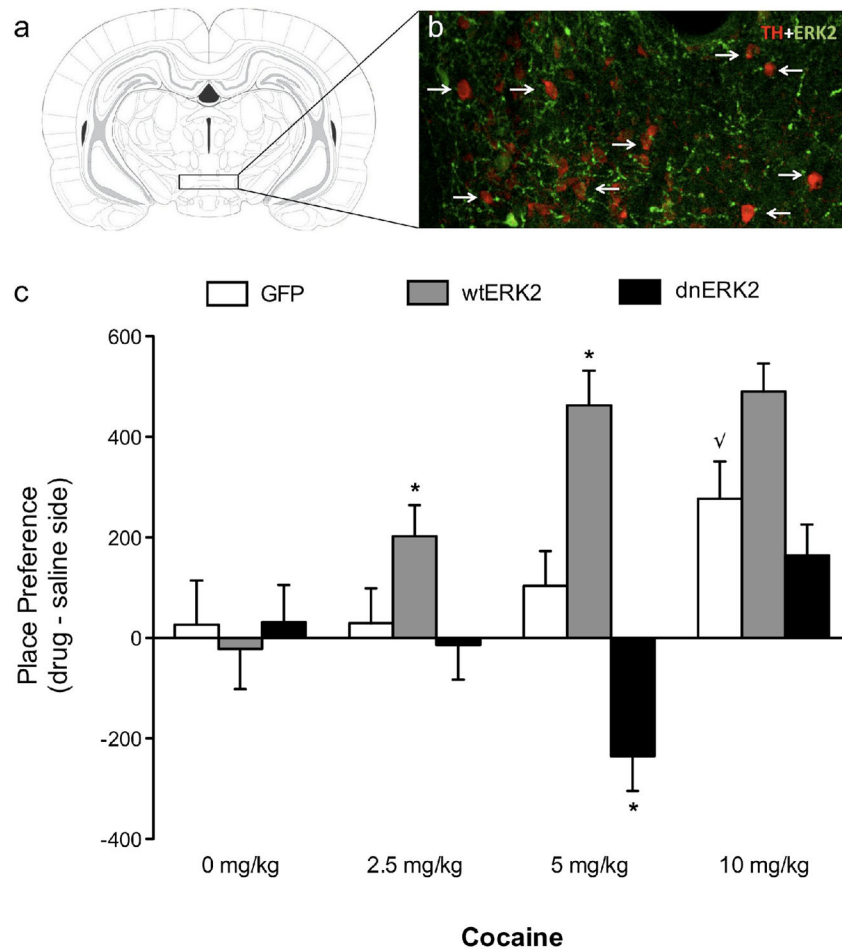 a
b
TH+ERK2
c
GFP
wtERK2
dnERK2
Place Preference
(drug - saline side)
600
400
200
0
-200
-400
*
*
*
√
0 mg/kg
2.5 mg/kg
5 mg/kg
10 mg/kg
Cocaine